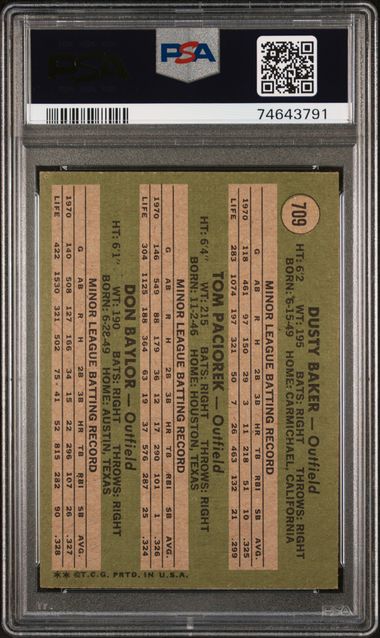 PSA
74643791
709
DUSTY BAKER — Outfield
HT: 6'2 WT: 195 BATS: RIGHT THROWS: RIGHT
BORN: 6-15-49 HOME: CARMICHAEL, CALIFORNIA
MINOR LEAGUE BATTING RECORD
G AB R H 2B 3B HR TB RBI SB AVG.
1970 118 461 97 150 29 3 11 218 51 10 .325
LIFE 283 1074 197 321 50 7 26 463 132 21 .299
TOM PACIOREK — Outfield
HT: 6'4" WT: 215 BATS: RIGHT THROWS: RIGHT
BORN: 11-2-46 HOME: HOUSTON, TEXAS
MINOR LEAGUE BATTING RECORD
G AB R H 2B 3B HR TB RBI SB AVG.
1970 146 549 88 179 36 12 17 290 101 1 .326
LIFE 304 1125 188 364 63 19 37 576 287 25 .324
DON BAYLOR — Outfield
HT: 6'1" WT: 190 BATS: RIGHT THROWS: RIGHT
BORN: 6-28-49 HOME: AUSTIN, TEXAS
MINOR LEAGUE BATTING RECORD
G AB R H 2B 3B HR TB RBI SB AVG.
1970 140 508 127 166 34 15 22 296 107 26 .327
LIFE 422 1530 321 502 75 41 52 815 282 90 .328
** ©T.C.G. PRTD. IN U.S.A.
PSA